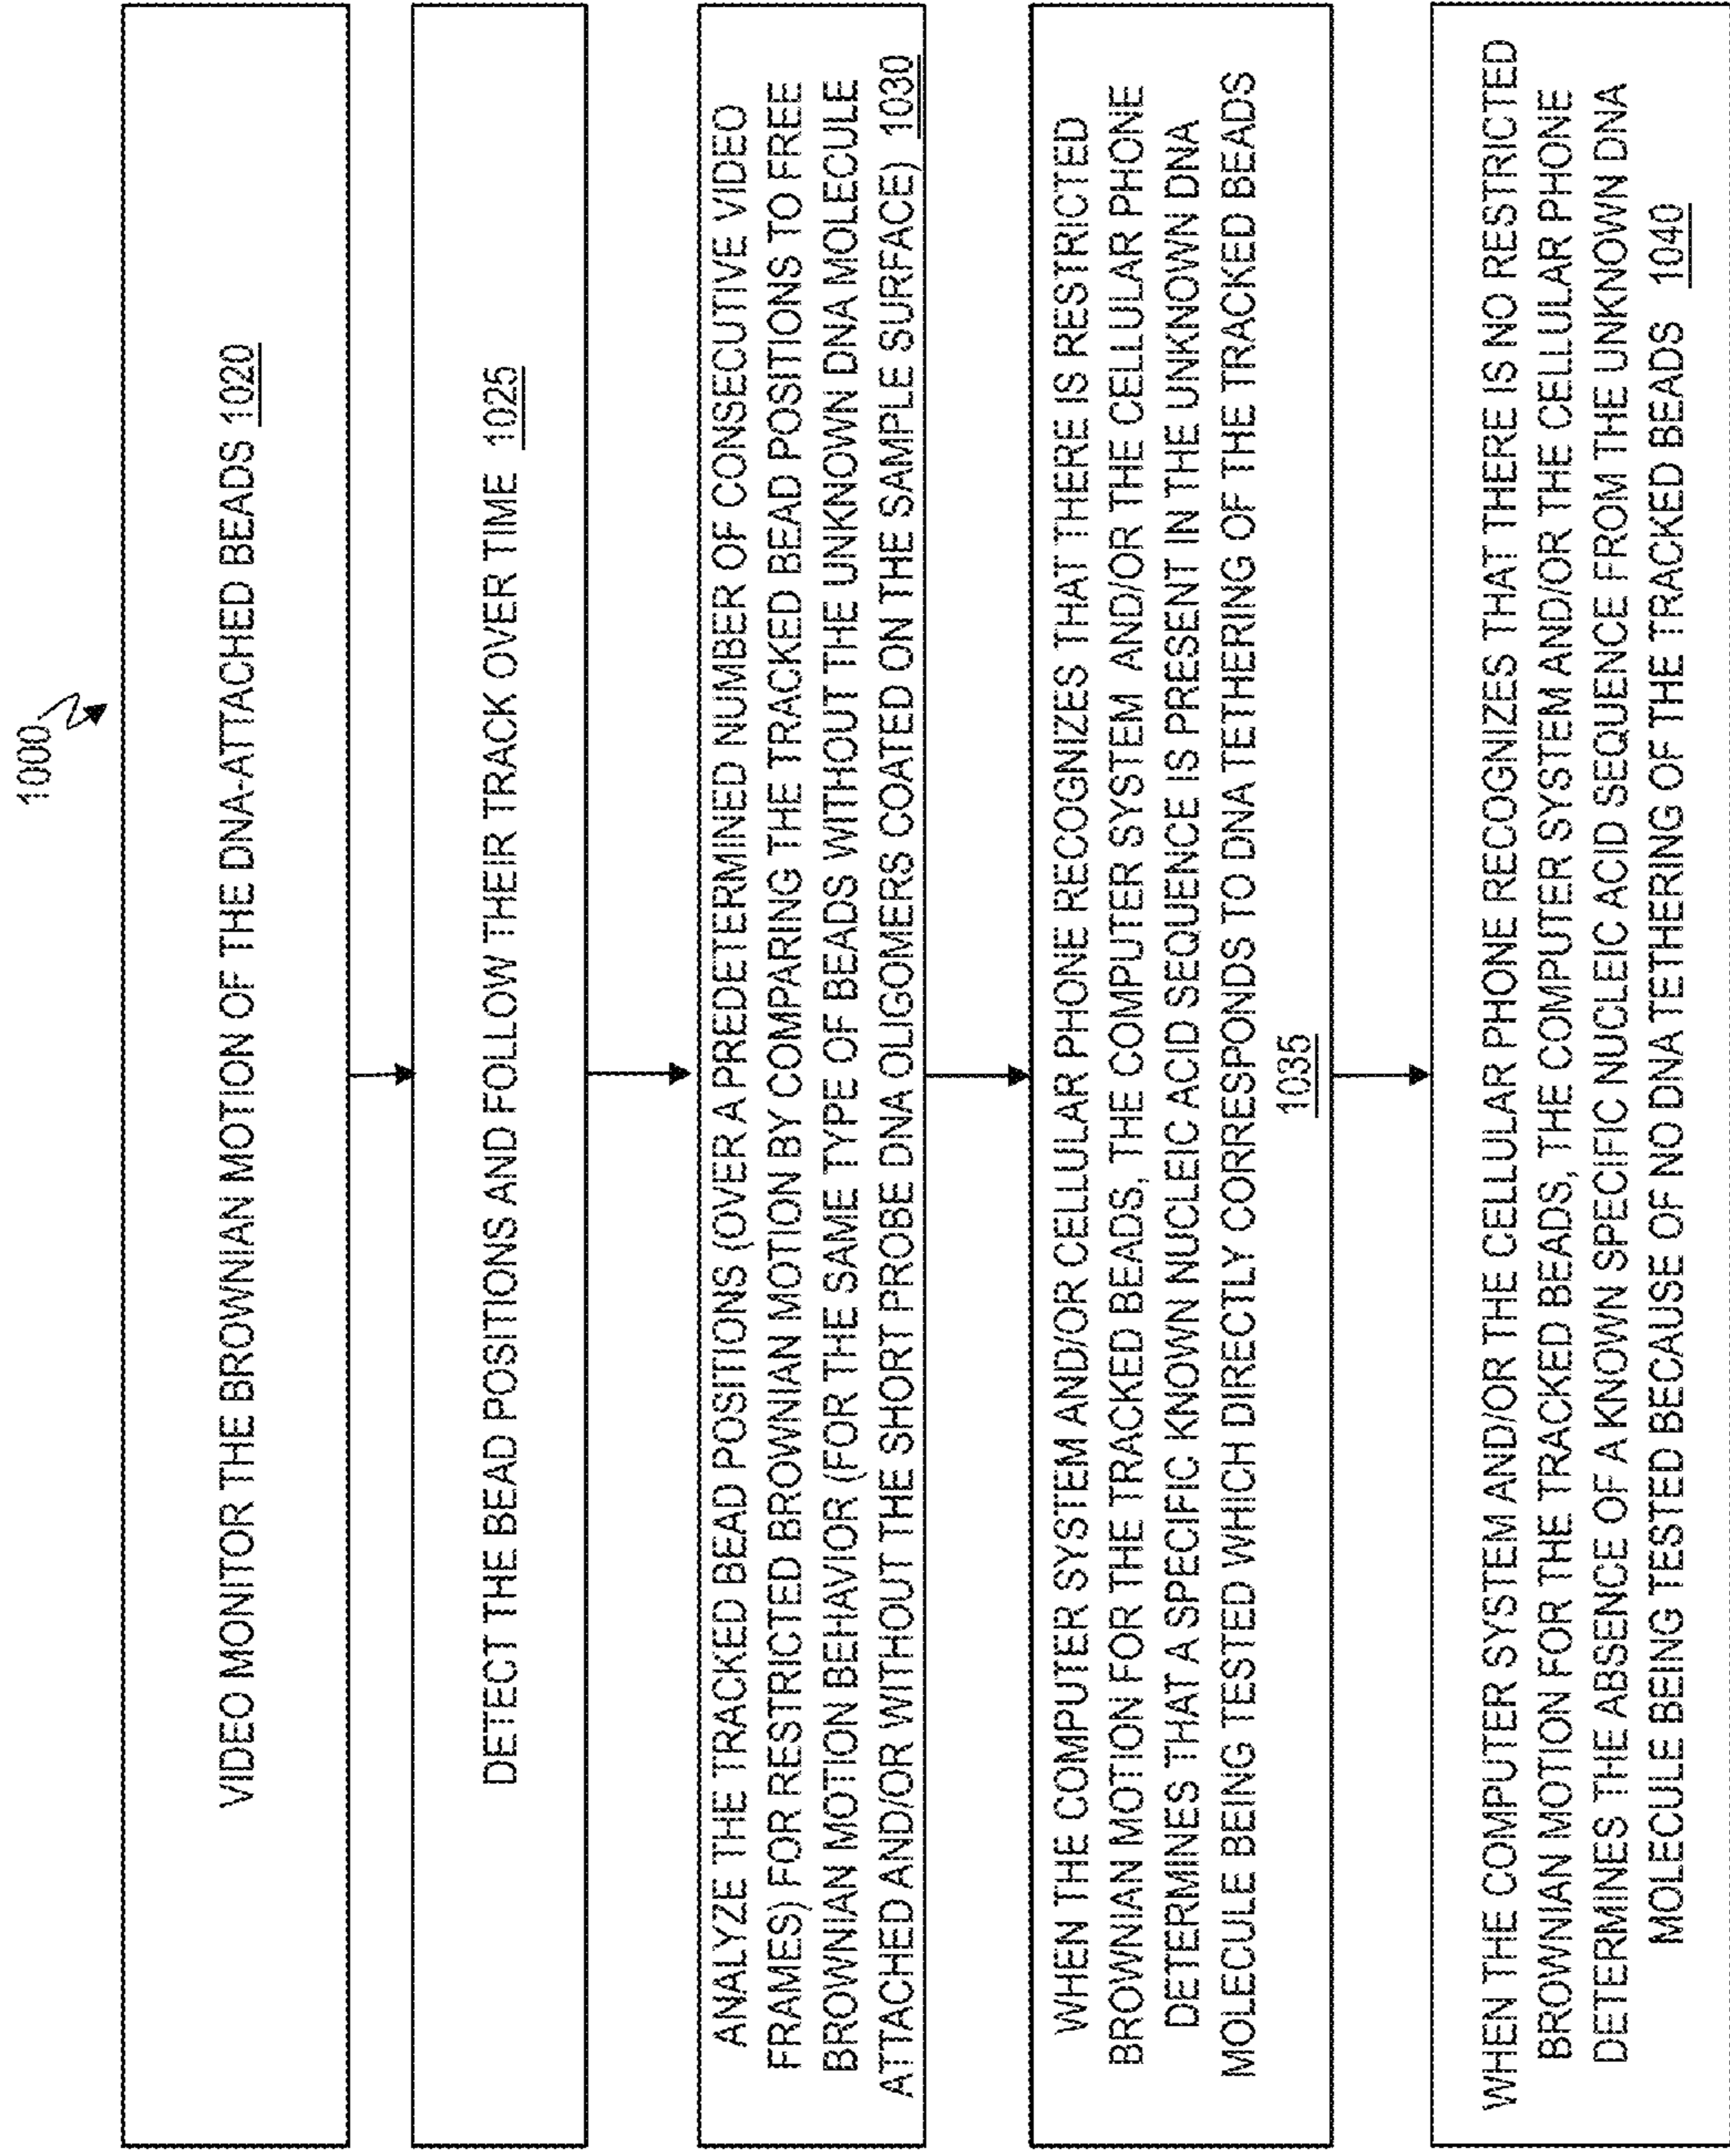 1000
VIDEO MONITOR THE BROWNIAN MOTION OF THE DNA-ATTACHED BEADS 1020
DETECT THE BEAD POSITIONS AND FOLLOW THEIR TRACK OVER TIME 1025
ANALYZE THE TRACKED BEAD POSITIONS (OVER A PREDETERMINED NUMBER OF CONSECUTIVE VIDEO
FRAMES) FOR RESTRICTED BROWNIAN MOTION BY COMPARING THE TRACKED BEAD POSITIONS TO FREE
BROWNIAN MOTION BEHAVIOR (FOR THE SAME TYPE OF BEADS WITHOUT THE UNKNOWN DNA MOLECULE
ATTACHED AND/OR WITHOUT THE SHORT PROBE DNA OLIGOMERS COATED ON THE SAMPLE SURFACE) 1030
WHEN THE COMPUTER SYSTEM AND/OR CELLULAR PHONE RECOGNIZES THAT THERE IS RESTRICTED
BROWNIAN MOTION FOR THE TRACKED BEADS, THE COMPUTER SYSTEM AND/OR THE CELLULAR PHONE
DETERMINES THAT A SPECIFIC KNOWN NUCLEIC ACID SEQUENCE IS PRESENT IN THE UNKNOWN DNA
MOLECULE BEING TESTED WHICH DIRECTLY CORRESPONDS TO DNA TETHERING OF THE TRACKED BEADS
1035
WHEN THE COMPUTER SYSTEM AND/OR THE CELLULAR PHONE RECOGNIZES THAT THERE IS NO RESTRICTED
BROWNIAN MOTION FOR THE TRACKED BEADS, THE COMPUTER SYSTEM AND/OR THE CELLULAR PHONE
DETERMINES THE ABSENCE OF A KNOWN SPECIFIC NUCLEIC ACID SEQUENCE FROM THE UNKNOWN DNA
MOLECULE BEING TESTED BECAUSE OF NO DNA TETHERING OF THE TRACKED BEADS 1040